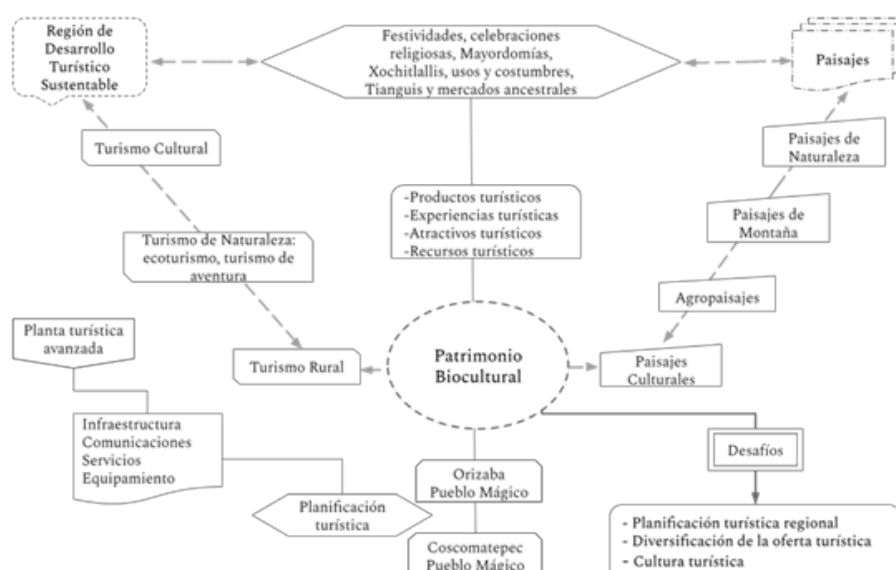 Región de
Desarrollo
Turístico
Sustentable
Festividades, celebraciones
religiosas, Mayordomías,
Xochitlallis, usos y costumbres,
Tianguis y mercados ancestrales
Paisajes
Turismo Cultural
Paisajes de
Naturaleza
-Productos turísticos
-Experiencias turísticas
-Atractivos turísticos
-Recursos turísticos
Paisajes de
Montaña
Turismo de Naturaleza:
ecoturismo, turismo de
aventura
Agropaisajes
Planta turística
avanzada
Turismo Rural
Patrimonio
Biocultural
Paisajes
Culturales
Infraestructura
Comunicaciones
Servicios
Equipamiento
Desafíos
Orizaba
Pueblo Mágico
Planificación
turística
Coscomatepec
Pueblo Mágico
- Planificación turística regional
- Diversificación de la oferta turística
- Cultura turística